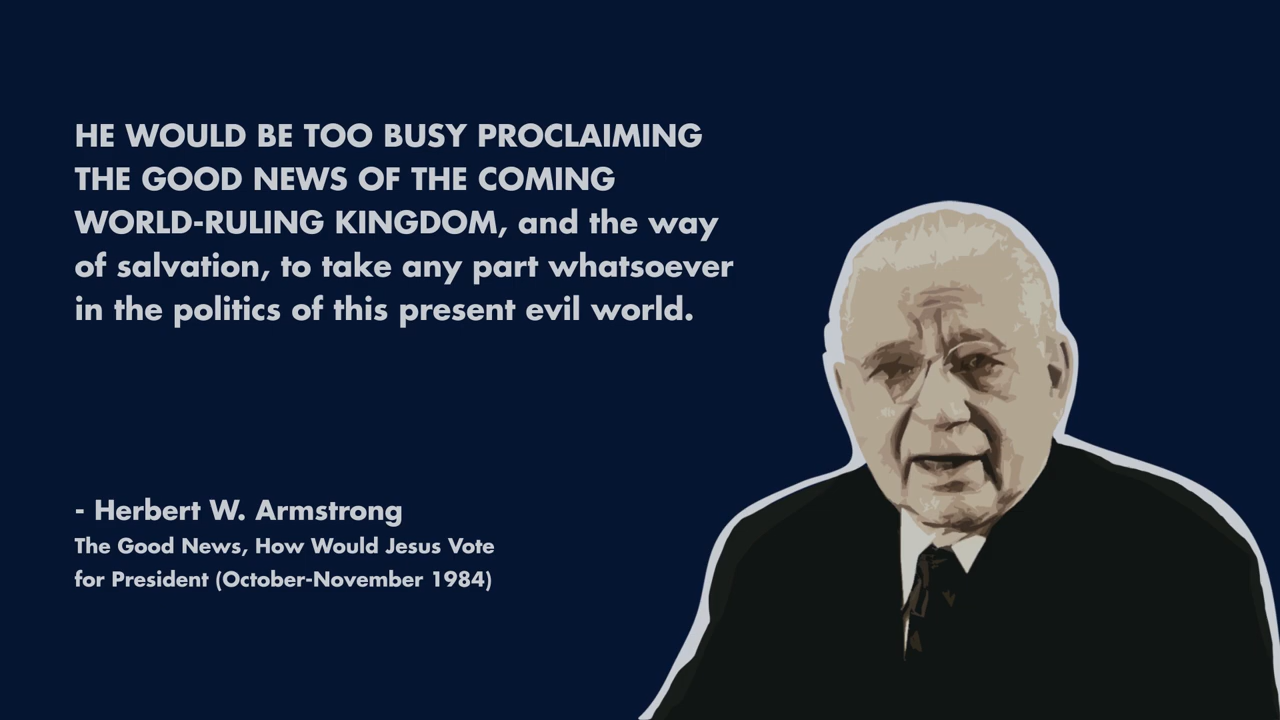 HE WOULD BE TOO BUSY PROCLAIMING
THE GOOD NEWS OF THE COMING
WORLD-RULING KINGDOM, and the way
of salvation, to take any part whatsoever
in the politics of this present evil world.
- Herbert W. Armstrong
The Good News, How Would Jesus Vote
for President (October-November 1984)